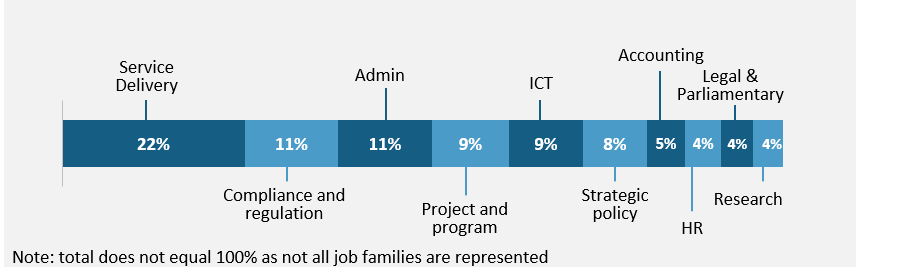 Service
Delivery
Admin
ICT
Accounting
Legal &
Parliamentary
22%
11%
11%
9%
9%
8%
5%
4%
4%
4%
Compliance and
regulation
Project and
program
Strategic
policy
HR
Research
Note: total does not equal 100% as not all job families are represented